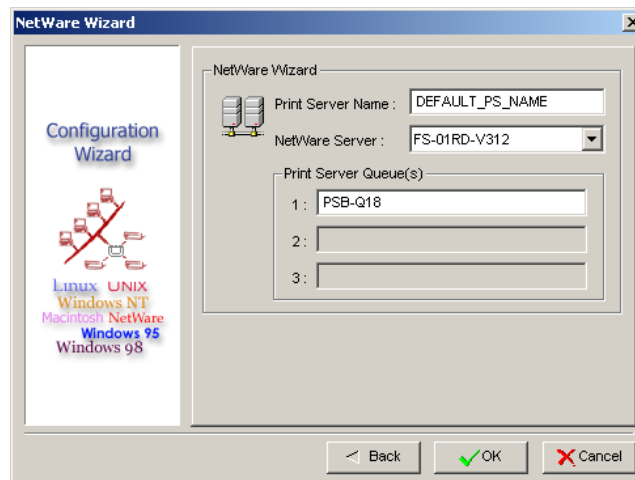 NetWare Wizard
Configuration
Wizard
Linux UNIX
Windows NT
Macintosh NetWare
Windows 95
Windows 98
NetWare Wizard
Print Server Name : DEFAULT_PS_NAME
NetWare Server : FS-01RD-V312
Print Server Queue(s)
1 : PSB-Q18
2 :
3 :
< Back OK Cancel